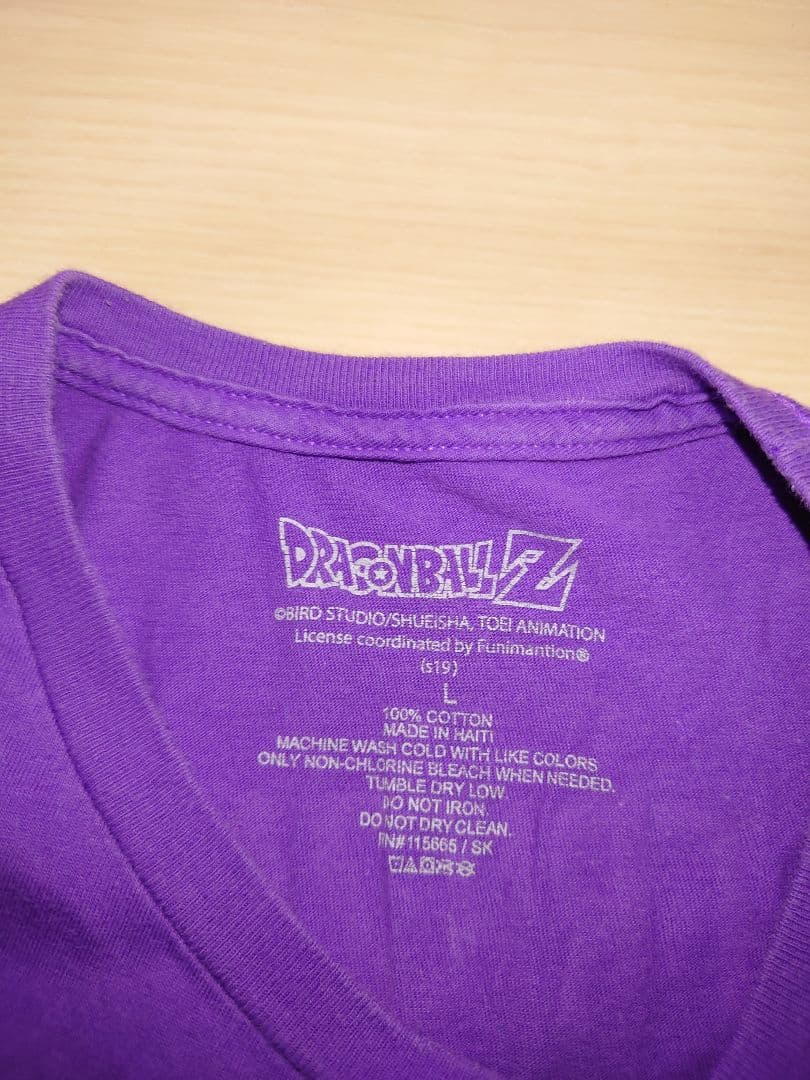 DRAGONBALL Z
©BIRD STUDIO/SHUEISHA, TOEI ANIMATION
License coordinated by Funimantion®
(s19)
L
100% COTTON
MADE IN HAITI
MACHINE WASH COLD WITH LIKE COLORS
ONLY NON-CHLORINE BLEACH WHEN NEEDED.
TUMBLE DRY LOW
DO NOT IRON.
DO NOT DRY CLEAN.
RN#115665 / SK